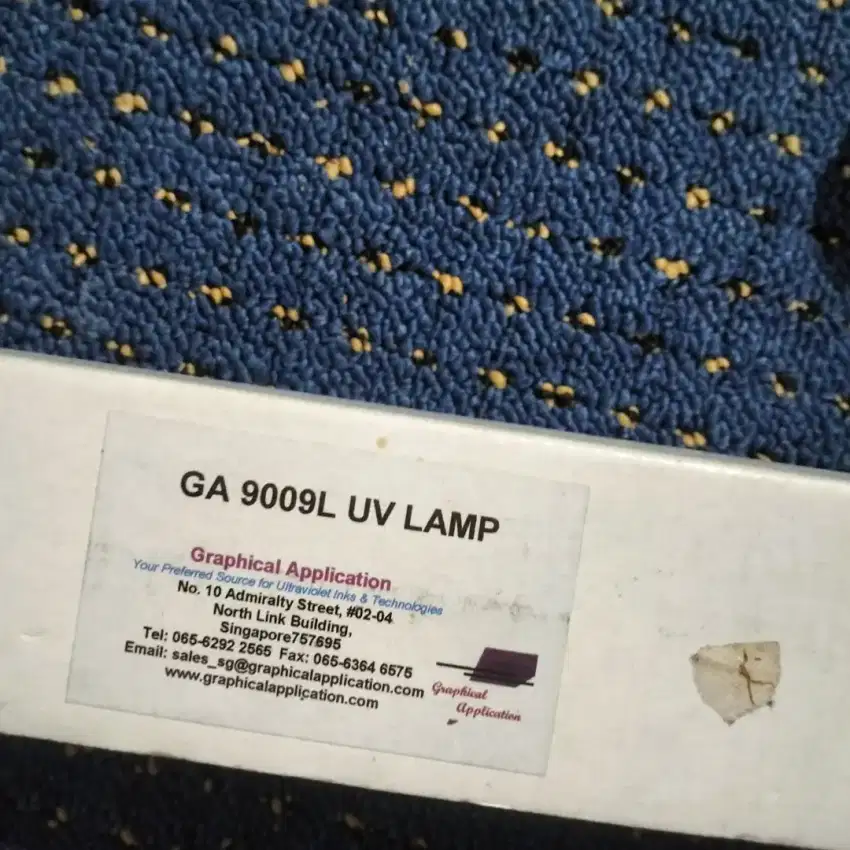 GA 9009L UV LAMP
Graphical Application
Your Preferred Source for Ultraviolet Inks & Technologies
No. 10 Admiralty Street, #02-04
North Link Building,
Singapore757695
Tel: 065-6292 2565 Fax: 065-6364 6575
Email: sales_sg@graphicalapplication.com
www.graphicalapplication.com
Graphical
Application